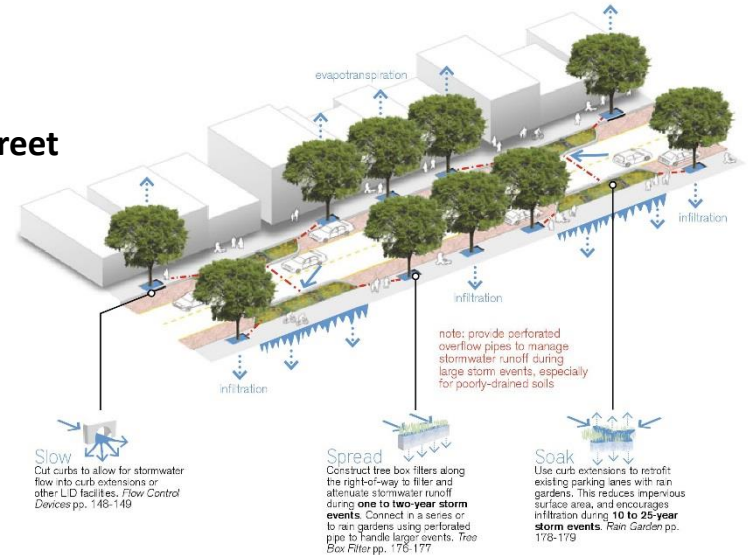 reet
evapotranspiration
infiltration
infiltration
infiltration
note: provide perforated
overflow pipes to manage
stormwater runoff during
large storm events, especially
for poorly-drained soils
Slow
Cut curbs to allow for stormwater
flow into curb extensions or
other LID facilities. Flow Control
Devices pp. 148-149
Spread
Construct tree box filters along
the right-of-way to filter and
attenuate stormwater runoff
during one to two-year storm
events. Connect in a series or
to rain gardens using perforated
pipe to handle larger events. Tree
Box Filter pp. 176-177
Soak
Use curb extensions to retrofit
existing parking lanes with rain
gardens. This reduces impervious
surface area, and encourages
infiltration during 10 to 25-year
storm events. Rain Garden pp.
178-179